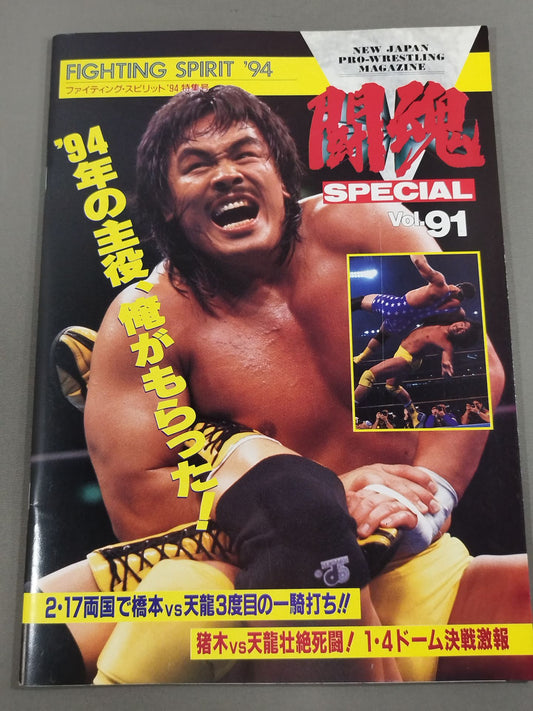 FIGHTING SPIRIT '94
ファイティング・スピリット'94特集号
NEW JAPAN
PRO-WRESTLING
MAGAZINE
闘魂
SPECIAL
Vol.91
'94年の主役、俺がもらった!
2・17両国で橋本vs天龍3度目の一騎打ち!!
猪木vs天龍壮絶死闘! 1・4ドーム決戦激報